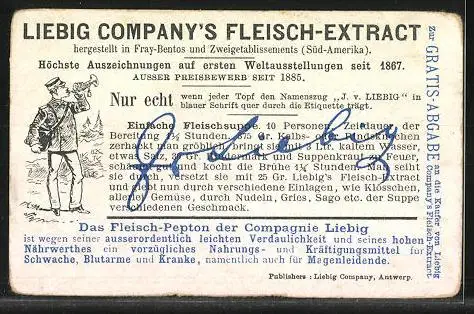 LIEBIG COMPANY'S FLEISCH-EXTRACT
hergestellt in Fray-Bentos und Zweigetablissements (Süd-Amerika).
Höchste Auszeichnungen auf ersten Weltausstellungen seit 1867.
AUSSER PREISBEWERB SEIT 1885.
Nur echt
wenn jeder Topf den Namenszug „J. v. LIEBIG" in
blauer Schrift quer durch die Etiquette trägt.
Einfache Fleischsuppe. 10 Personen. Zeitdauer der
Bereitung 1¾ Stunden. 375 Gr. Kalbs- oder Rindsknochen
zerhackt man gröblich, bringt sie mit 3 Ltr. kaltem Wasser,
etwas Salz, Gr. Rindermark und Suppenkraut zu Feuer,
schäumt und kocht die Brühe 1¾ Stunden. Man seiht
sie durch, versetzt sie mit 25 Gr. Liebig's Fleisch-Extract
und gibt nun durch verschiedene Einlagen, wie Klösschen,
alle Gemüse, durch Nudeln, Gries, Sago etc. der Suppe
verschiedenen Geschmack.
J v Liebig
Das Fleisch-Pepton der Compagnie Liebig
ist wegen seiner ausserordentlich leichten Verdaulichkeit und seines hohen
Nährwerthes ein vorzügliches Nahrungs- und Kräftigungsmittel für
Schwache, Blutarme und Kranke, namentlich auch für Magenleidende.
Publishers : Liebig Company, Antwerp.
Zur GRATIS-ABGABE an die Käufer von Liebig
Company's Fleisch-Extract